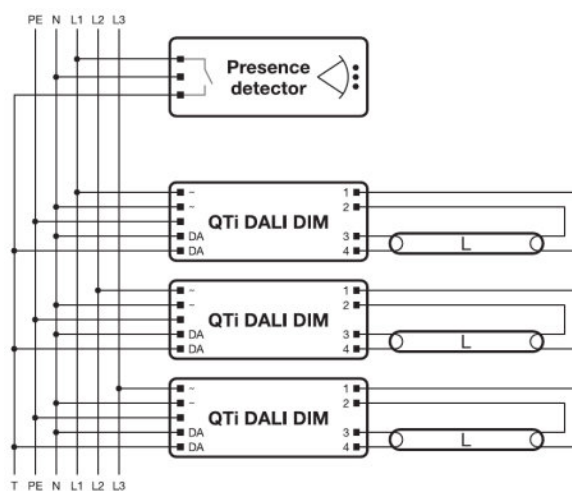 PE N L1 L2 L3
Presence
detector
~ 1
~ 2
QTi DALI DIM
DA 3
DA 4
L
~ 1
~ 2
QTi DALI DIM
DA 3
DA 4
L
~ 1
~ 2
QTi DALI DIM
DA 3
DA 4
L
T PE N L1 L2 L3